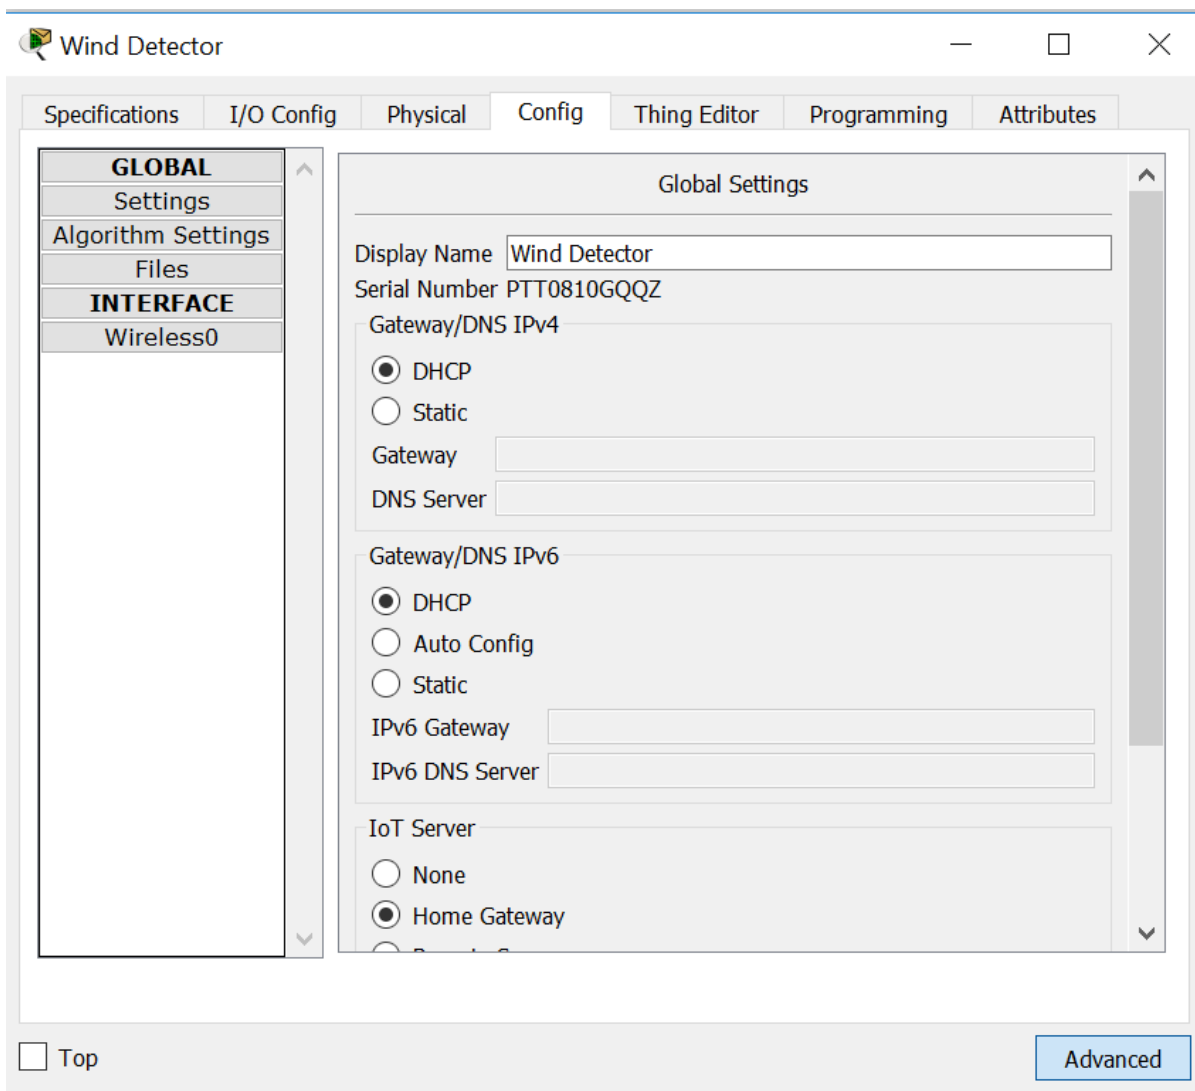 Wind Detector
Specifications I/O Config Physical Config Thing Editor Programming Attributes
GLOBAL
Settings
Algorithm Settings
Files
INTERFACE
Wireless0
Global Settings
Display Name Wind Detector
Serial Number PTT0810GQQZ
Gateway/DNS IPv4
DHCP
Static
Gateway
DNS Server
Gateway/DNS IPv6
DHCP
Auto Config
Static
IPv6 Gateway
IPv6 DNS Server
IoT Server
None
Home Gateway
Top
Advanced